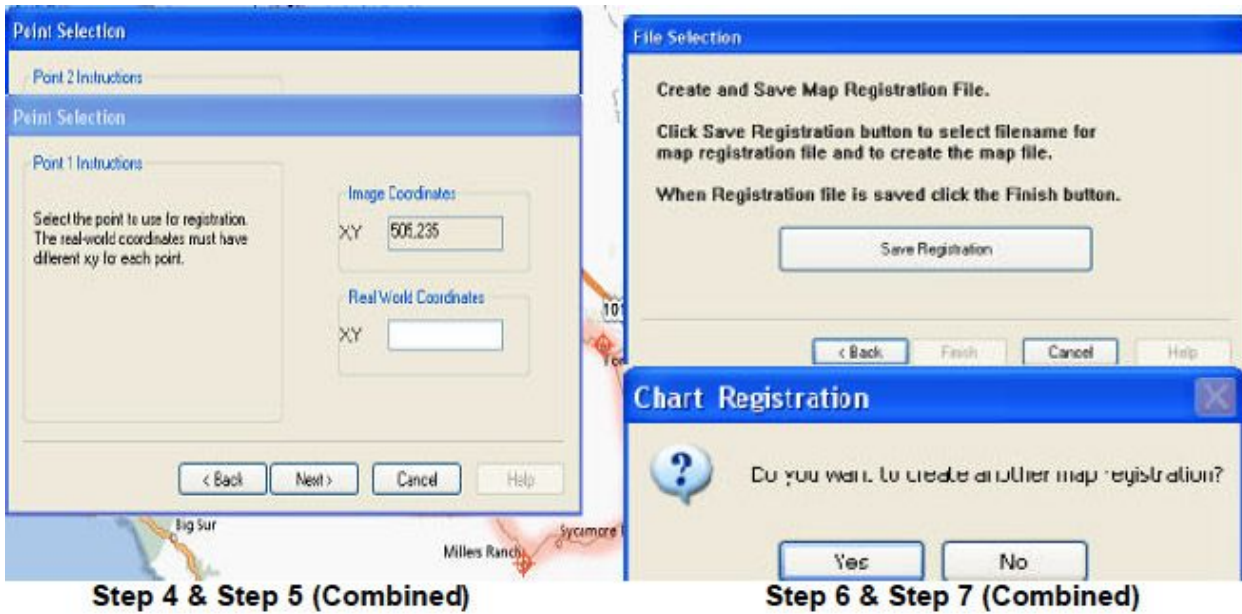 Point Selection
Point 2 Instructions
Point Selection
Point 1 Instructions
Select the point to use for registration.
The real-world coordinates must have
different xy for each point.
Image Coordinates
XY 506,235
Real World Coordinates
XY
< Back Next > Cancel Help
Big Sur
Millers Ranch
Sycamore
101
File Selection
Create and Save Map Registration File.
Click Save Registration button to select filename for
map registration file and to create the map file.
When Registration file is saved click the Finish button.
Save Registration
< Back Finish Cancel Help
Chart Registration
Do you want to create another map registration?
Yes No
Step 4 & Step 5 (Combined)
Step 6 & Step 7 (Combined)